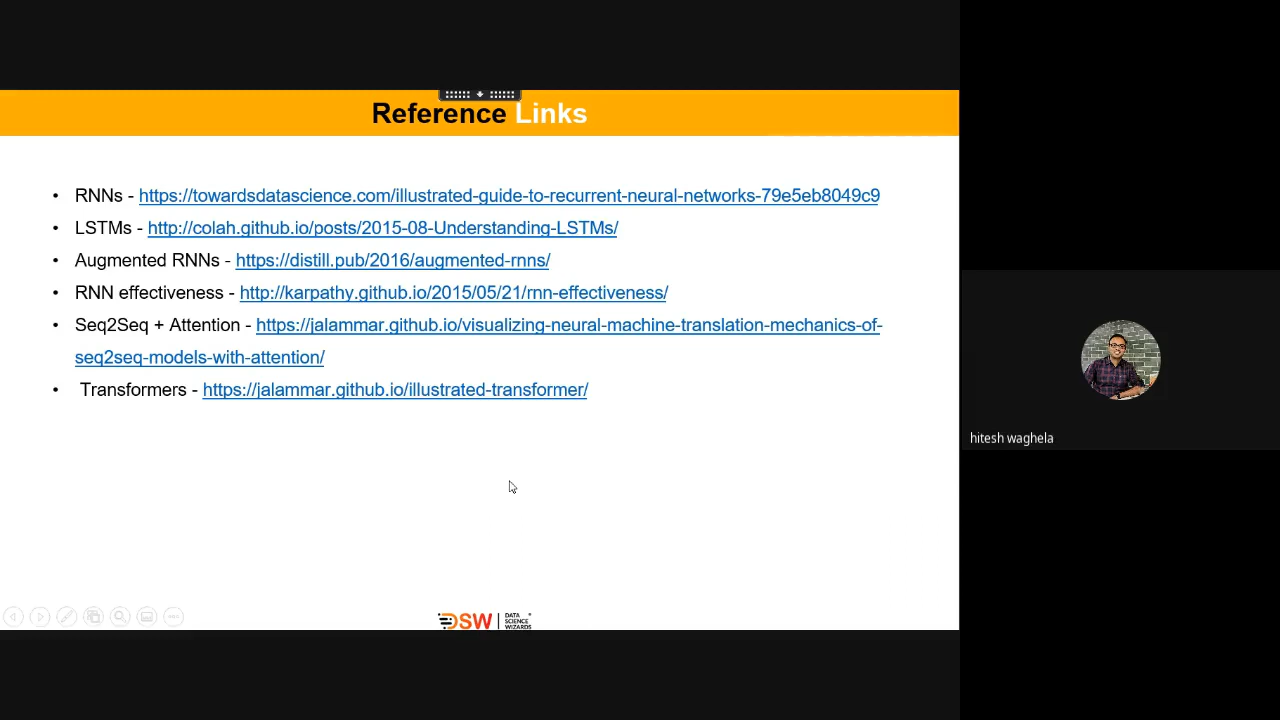 Reference Links
• RNNs - https://towardsdatascience.com/illustrated-guide-to-recurrent-neural-networks-79e5eb8049c9
• LSTMs - http://colah.github.io/posts/2015-08-Understanding-LSTMs/
• Augmented RNNs - https://distill.pub/2016/augmented-rnns/
• RNN effectiveness - http://karpathy.github.io/2015/05/21/rnn-effectiveness/
• Seq2Seq + Attention - https://jalammar.github.io/visualizing-neural-machine-translation-mechanics-of-
seq2seq-models-with-attention/
• Transformers - https://jalammar.github.io/illustrated-transformer/
hitesh waghela
DSW
DATA
SCIENCE
WIZARDS